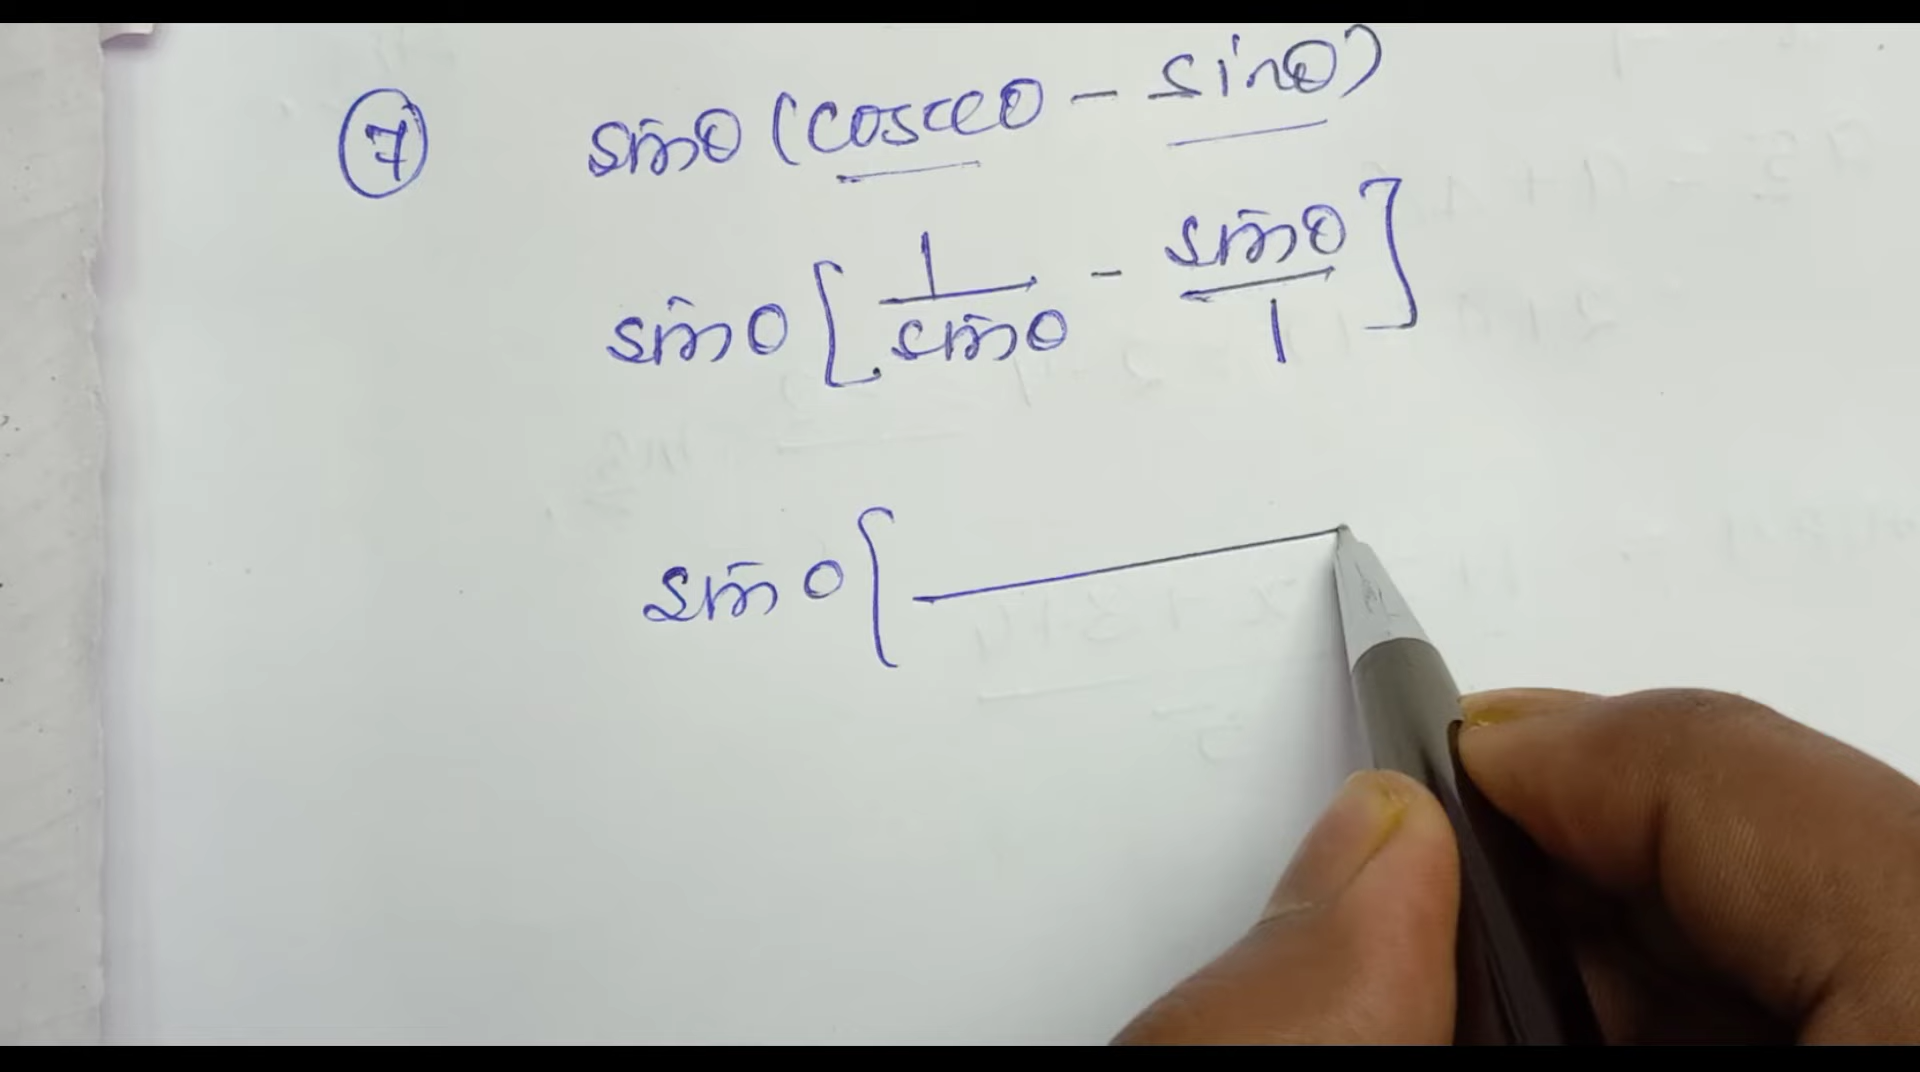 7 sinθ (cosecθ - sinθ)
sinθ [ 1/sinθ - sinθ/1 ]
sinθ [